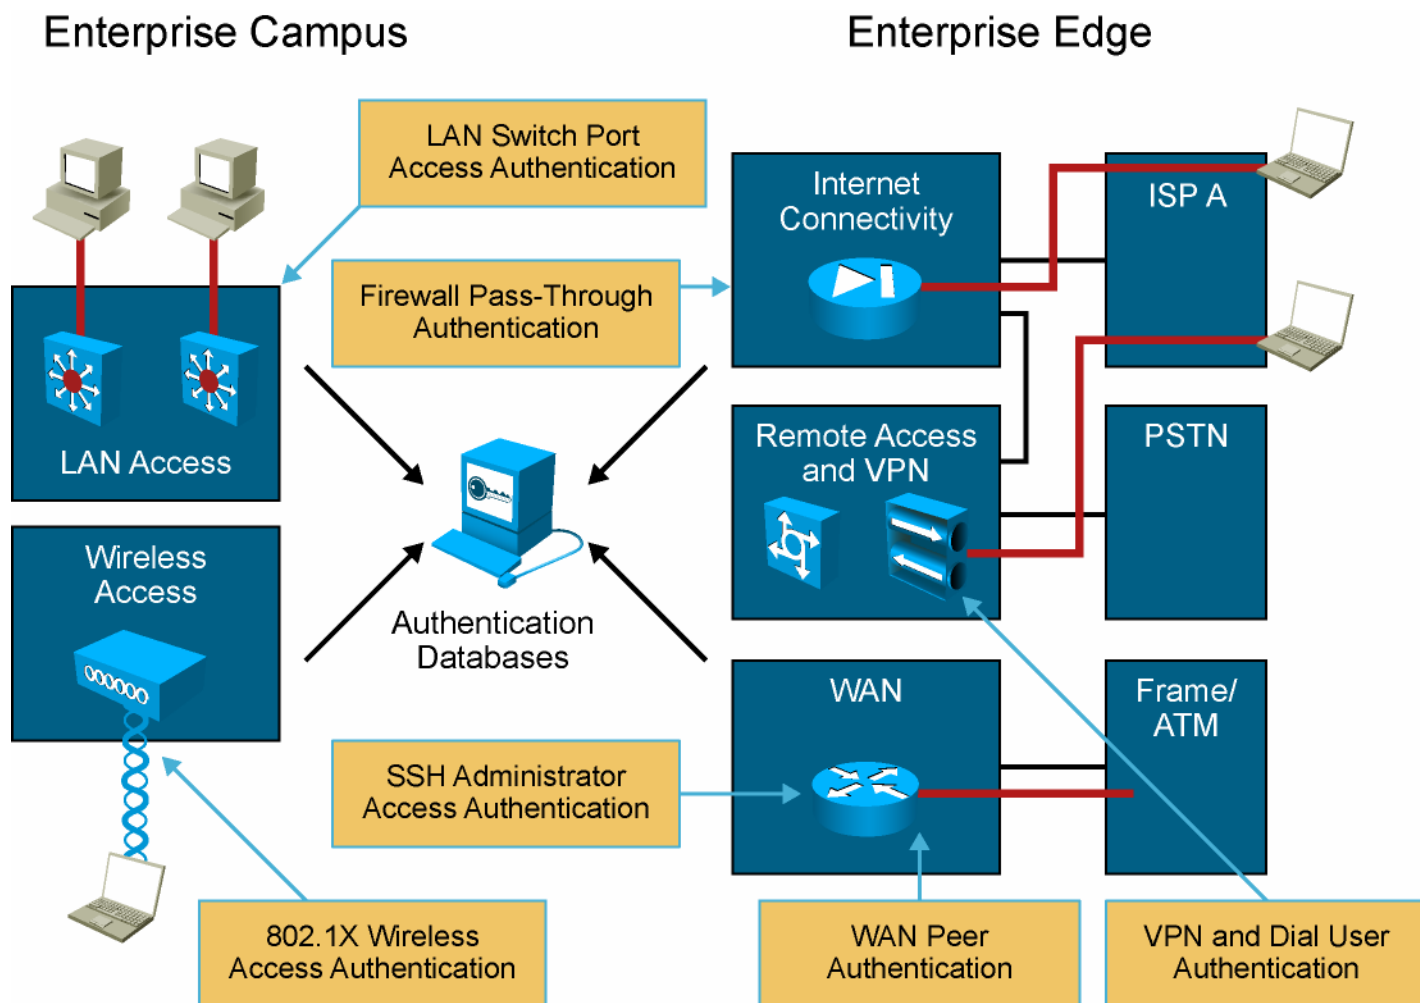 Enterprise Campus
Enterprise Edge
LAN Switch Port
Access Authentication
Internet
Connectivity
ISP A
Firewall Pass-Through
Authentication
LAN Access
Remote Access
and VPN
PSTN
Wireless
Access
Authentication
Databases
WAN
Frame/
ATM
SSH Administrator
Access Authentication
802.1X Wireless
Access Authentication
WAN Peer
Authentication
VPN and Dial User
Authentication